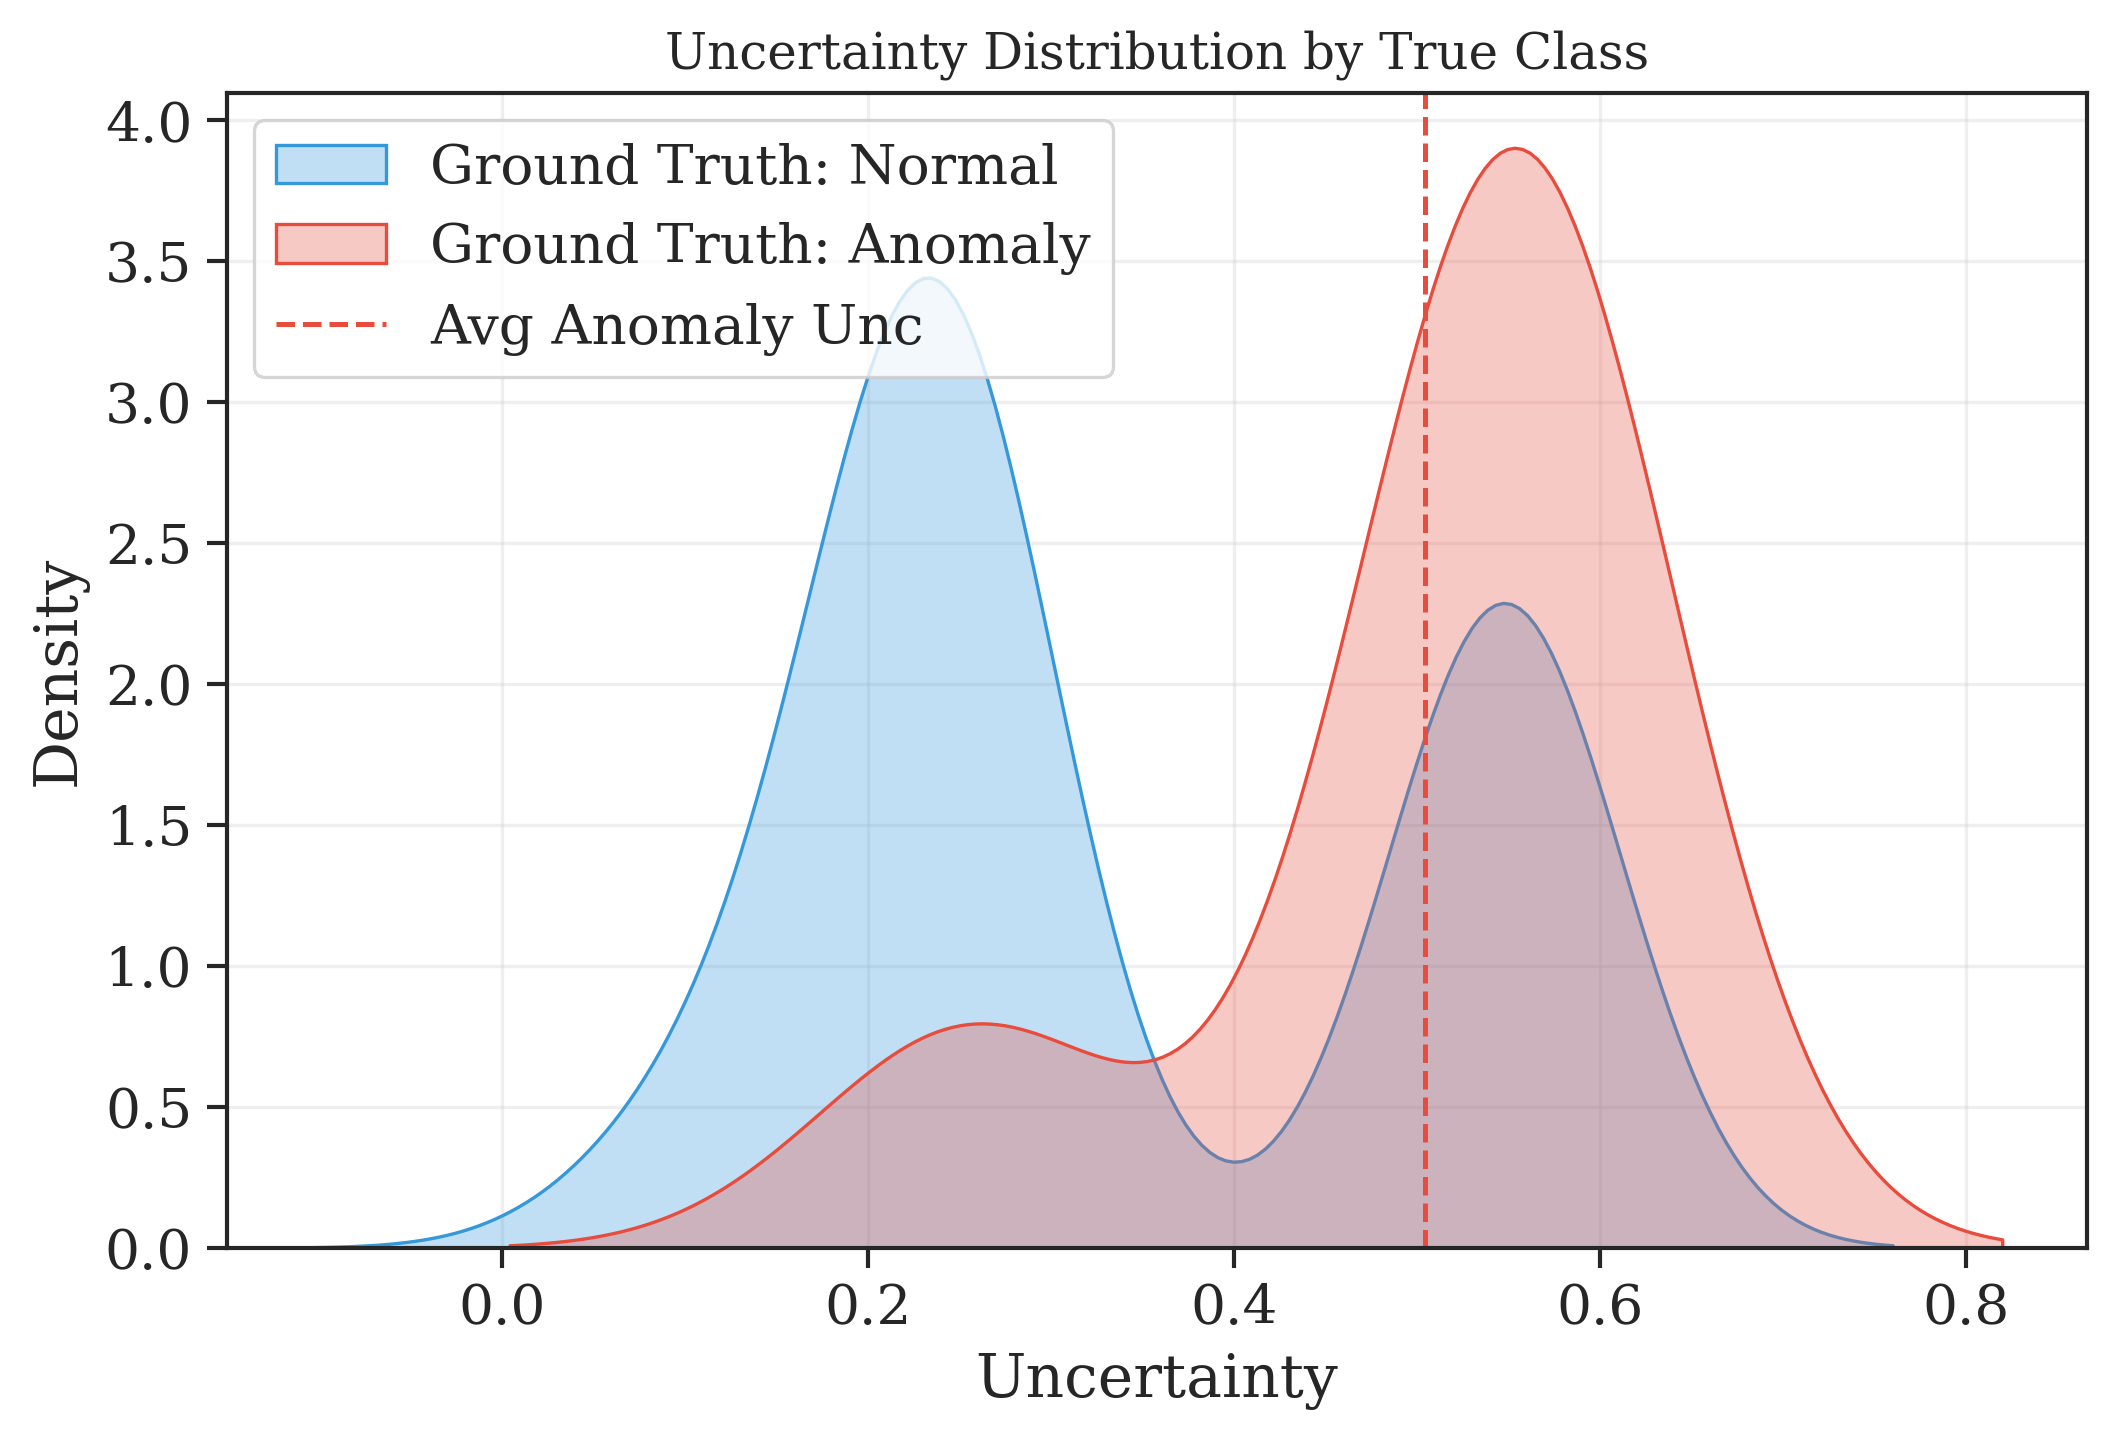 Uncertainty Distribution by True Class
Ground Truth: Normal
Ground Truth: Anomaly
Avg Anomaly Unc
4.0
3.5
3.0
2.5
2.0
1.5
1.0
0.5
0.0
Density
0.0 0.2 0.4 0.6 0.8
Uncertainty